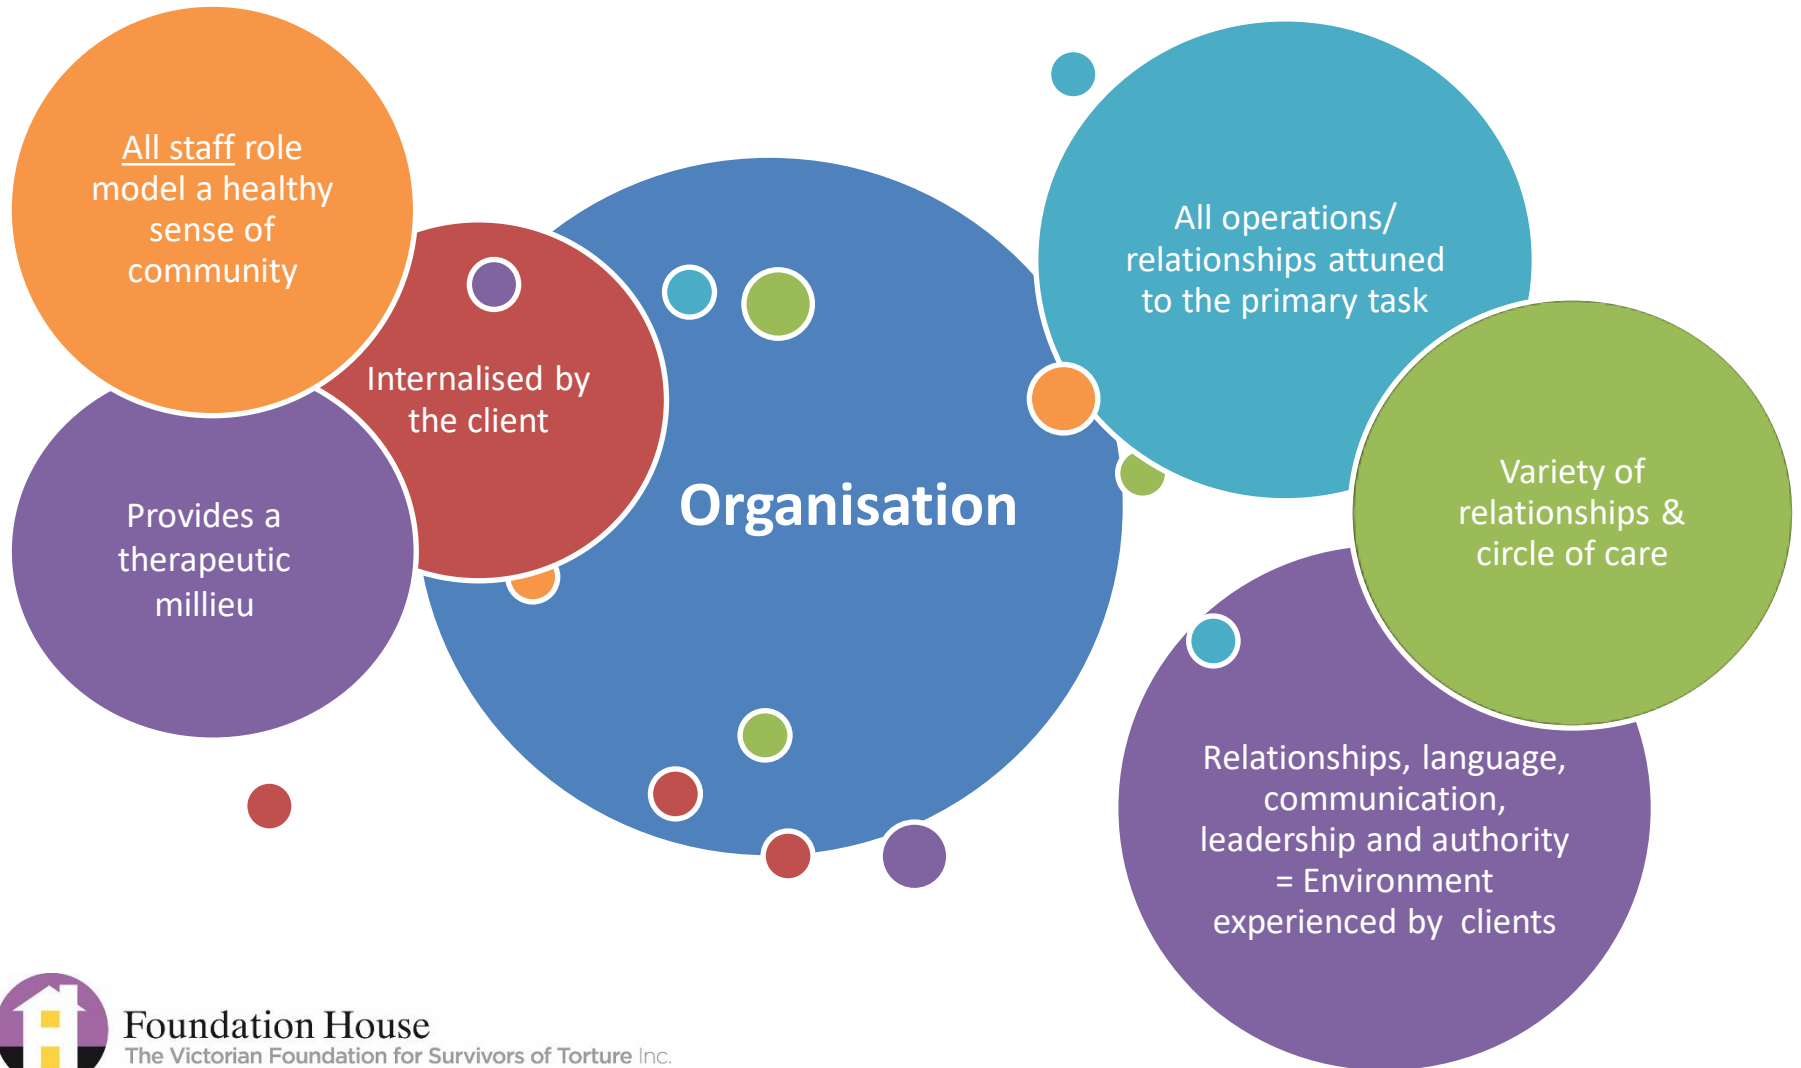 All staff role
model a healthy
sense of
community
Internalised by
the client
Provides a
therapeutic
millieu
Organisation
All operations/
relationships attuned
to the primary task
Variety of
relationships &
circle of care
Relationships, language,
communication,
leadership and authority
= Environment
experienced by  clients
Foundation House
The Victorian Foundation for Survivors of Torture Inc.